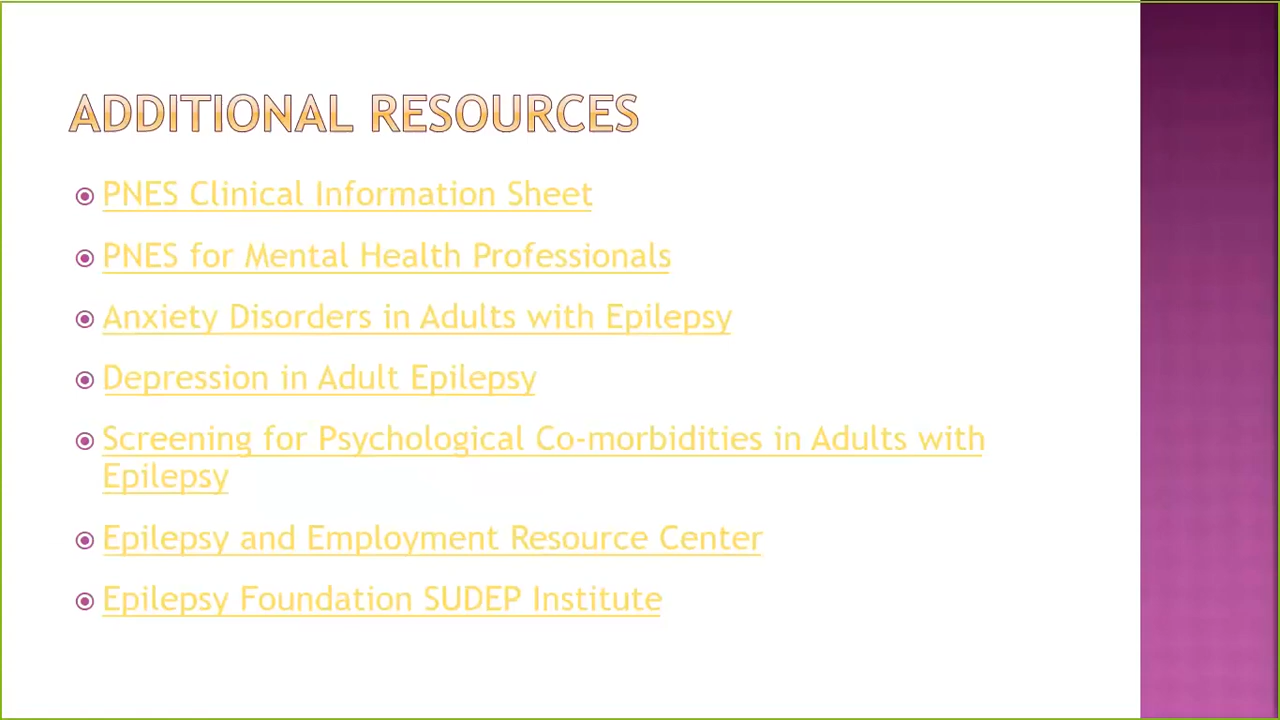 ADDITIONAL RESOURCES
PNES Clinical Information Sheet
PNES for Mental Health Professionals
Anxiety Disorders in Adults with Epilepsy
Depression in Adult Epilepsy
Screening for Psychological Co-morbidities in Adults with
Epilepsy
Epilepsy and Employment Resource Center
Epilepsy Foundation SUDEP Institute